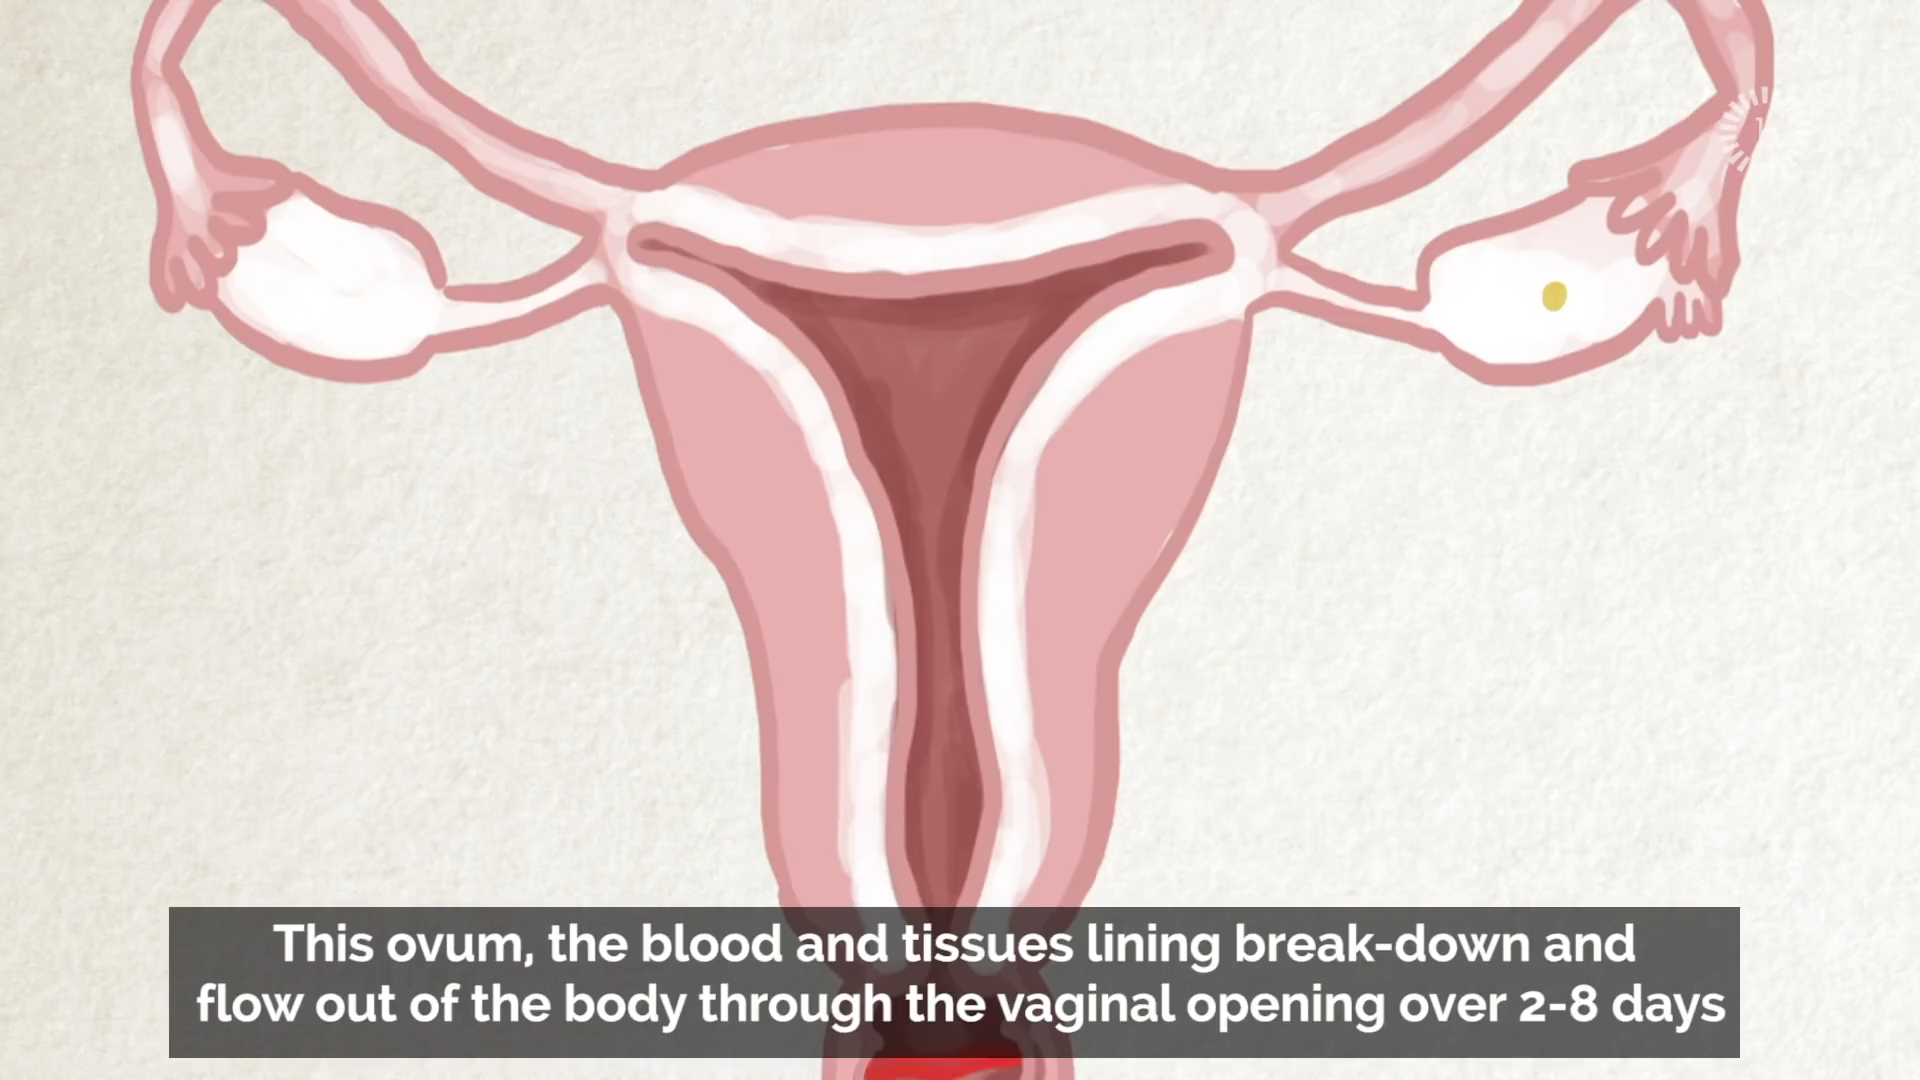 This ovum, the blood and tissues lining break-down and
flow out of the body through the vaginal opening over 2-8 days